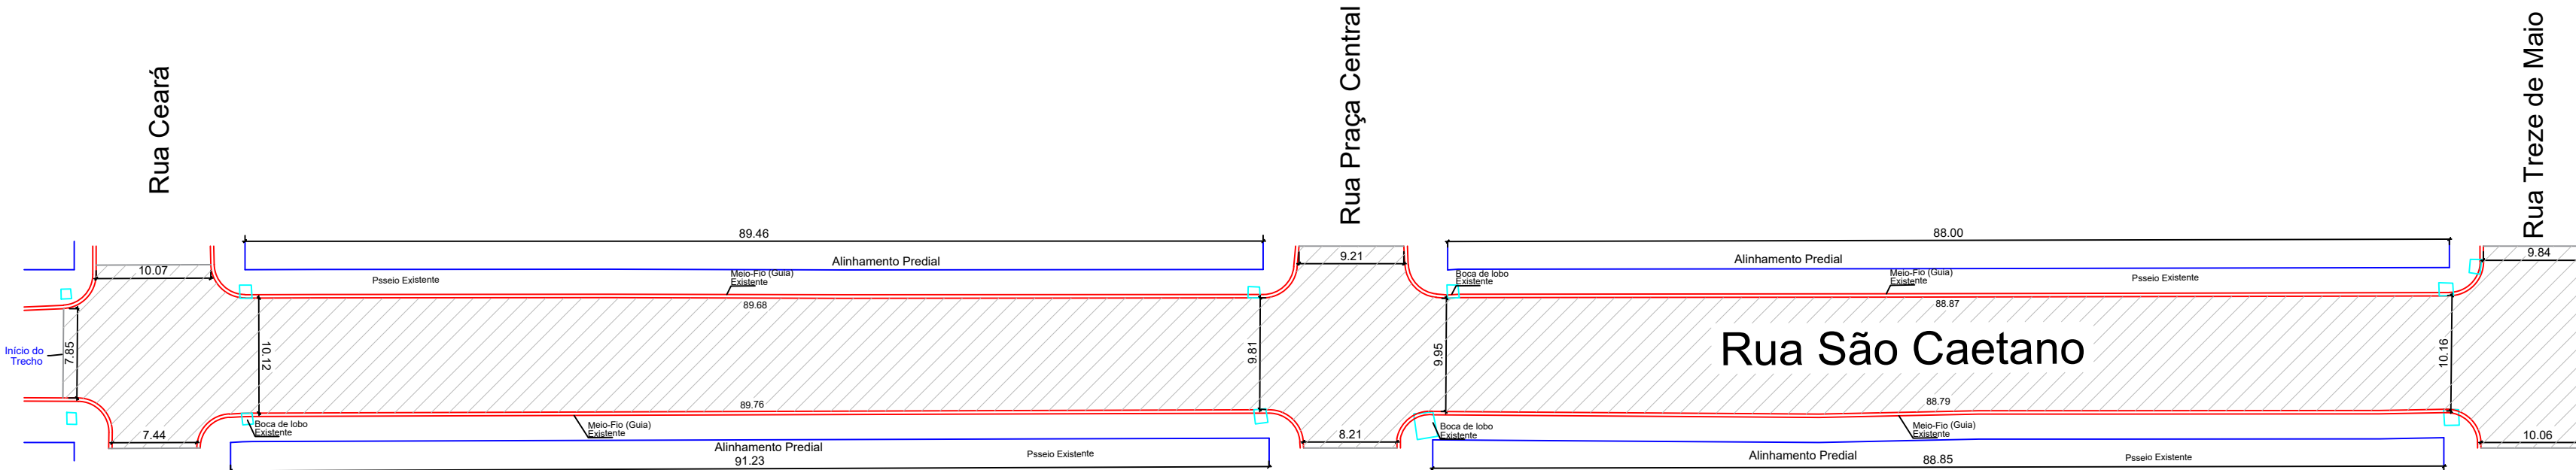 Rua Ceará
Rua Praça Central
Rua Treze de Maio
89.46
88.00
10.07
Psseio Existente
Meio-Fio (Guia)
Existente
Alinhamento Predial
9.21
Boca de lobo
Existente
Alinhamento Predial
Meio-Fio (Guia)
Existente
Psseio Existente
9.84
89.68
88.87
Início do
Trecho
7.85
10.12
9.81
9.95
Rua São Caetano
10.16
89.76
88.79
7.44
Boca de lobo
Existente
Meio-Fio (Guia)
Existente
Alinhamento Predial
91.23
Psseio Existente
8.21
Boca de lobo
Existente
Alinhamento Predial
88.85
Meio-Fio (Guia)
Existente
Psseio Existente
10.06